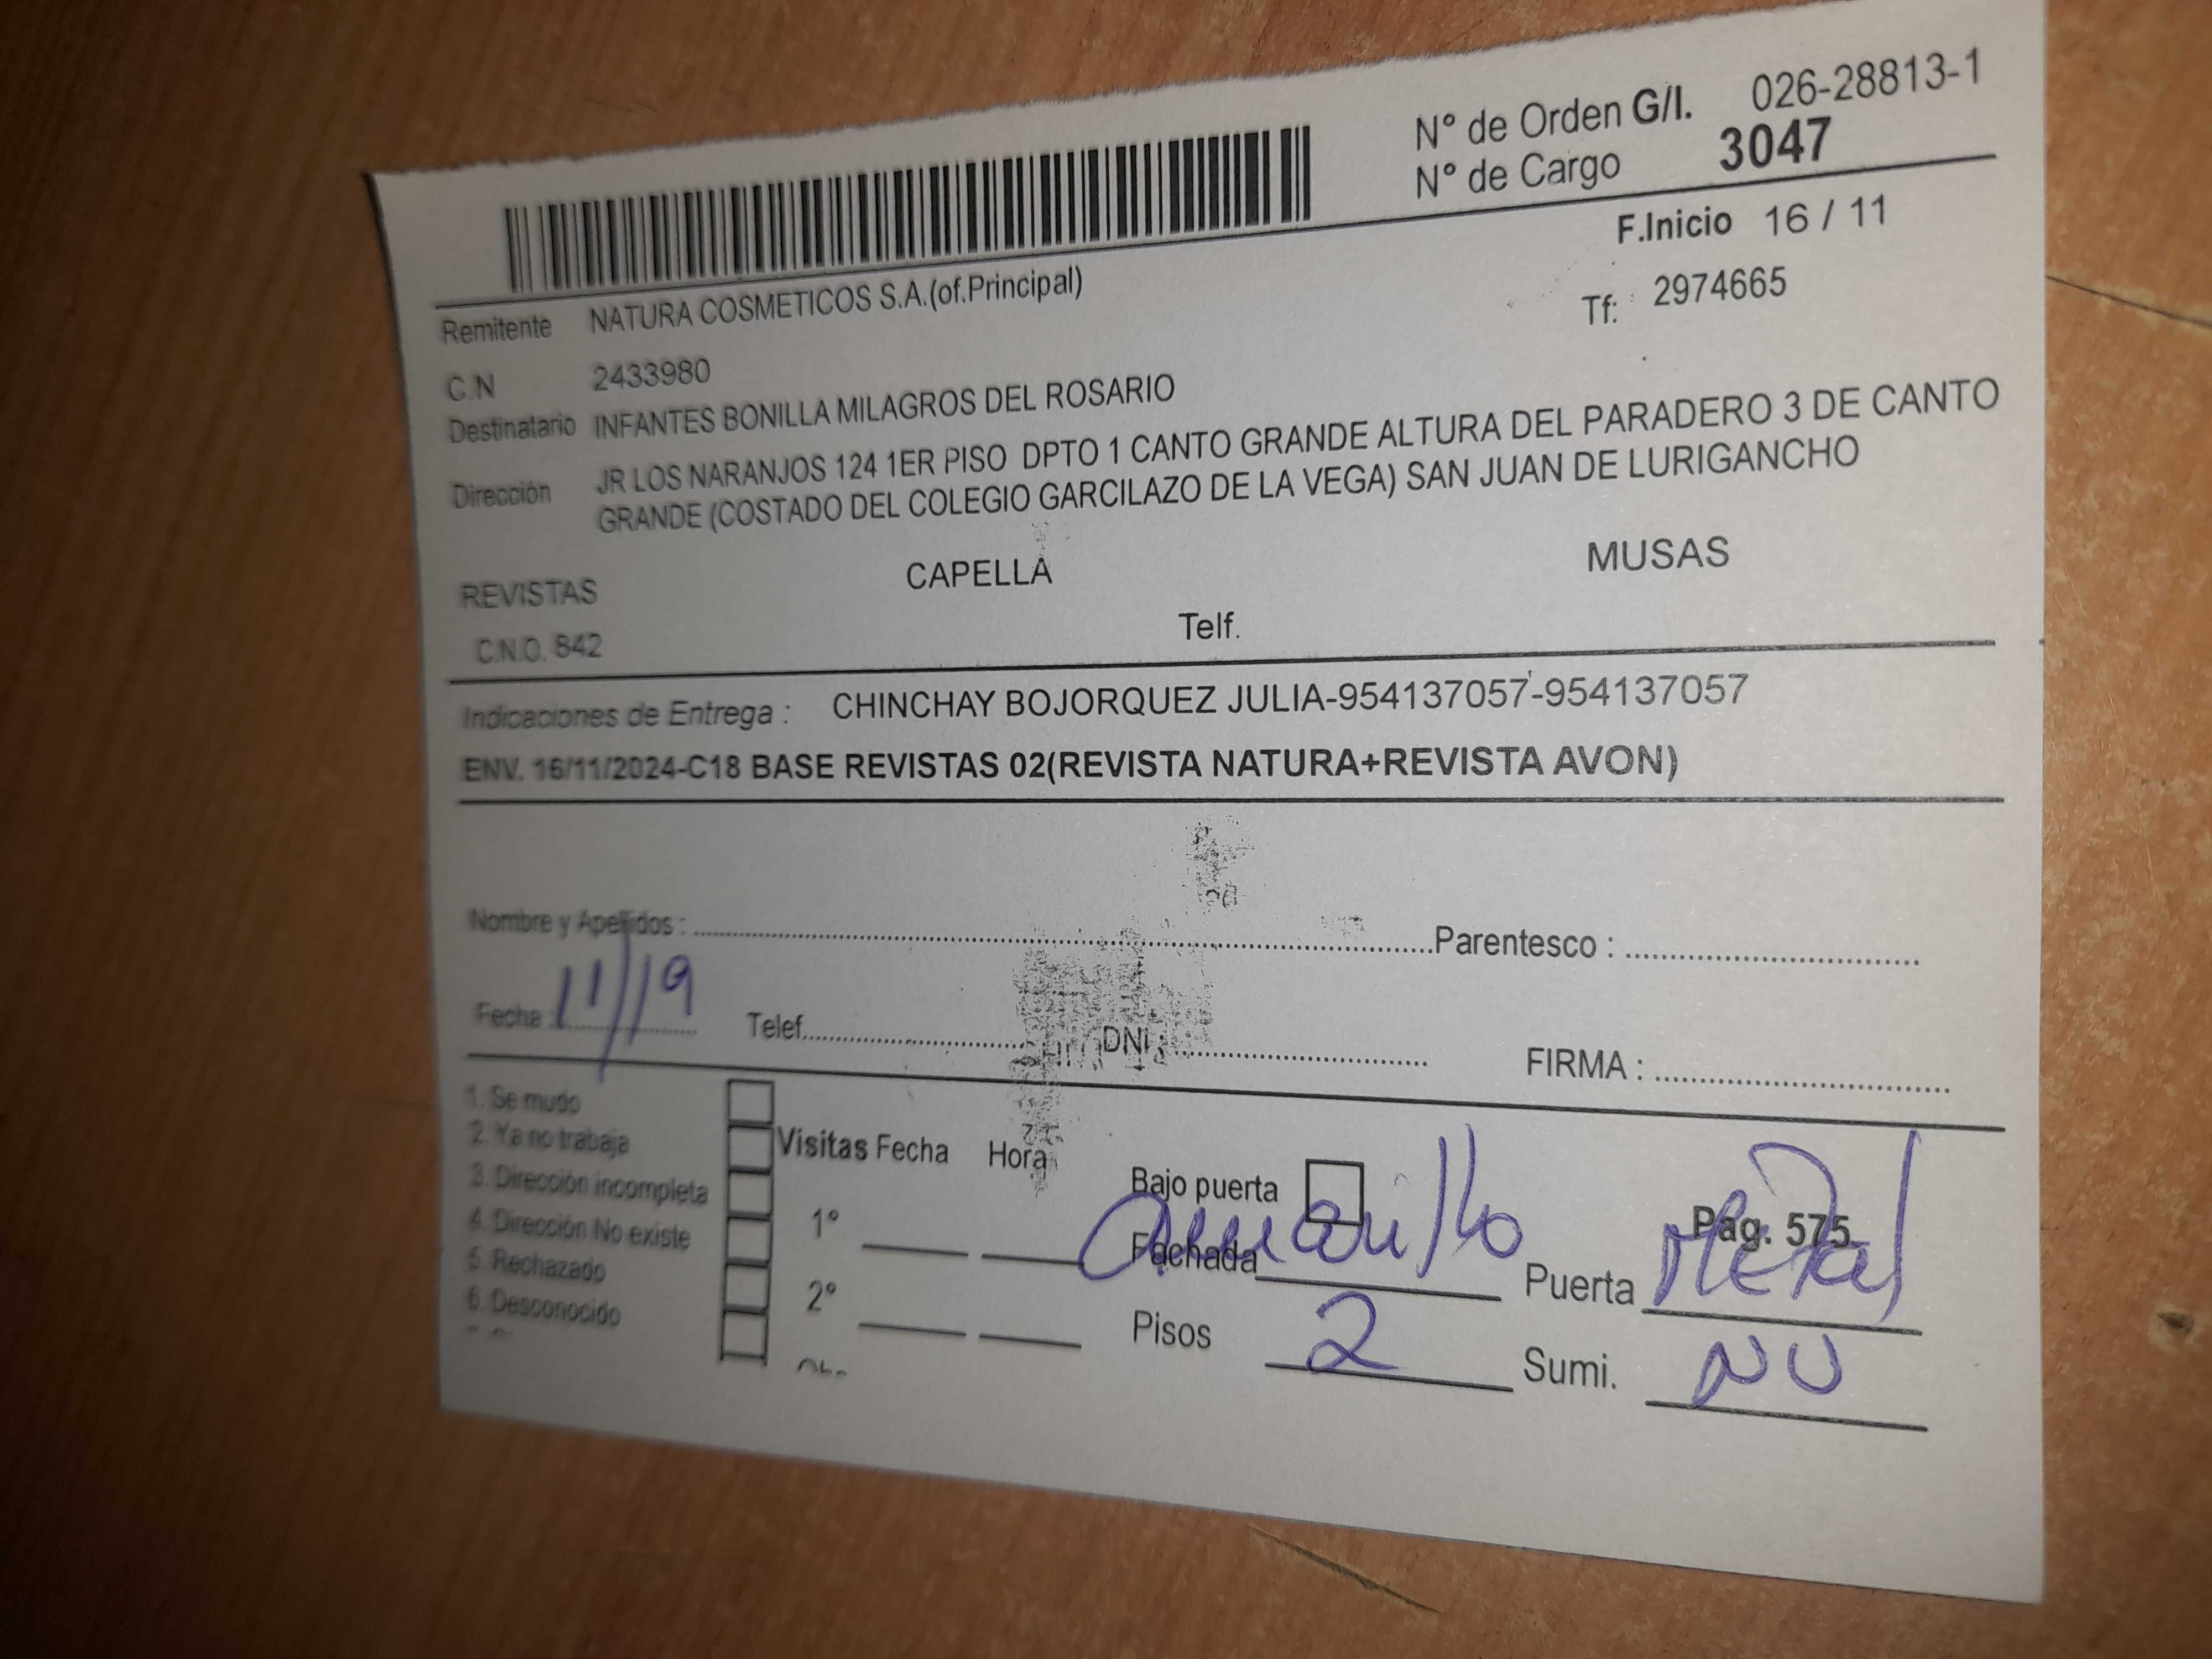 Nº de Orden G/I. 026-28813-1
Nº de Cargo 3047
F.Inicio 16 / 11
Remitente NATURA COSMETICOS S.A.(of.Principal) Tf: 2974665
C.N 2433980
Destinatario INFANTES BONILLA MILAGROS DEL ROSARIO
Dirección JR LOS NARANJOS 124 1ER PISO DPTO 1 CANTO GRANDE ALTURA DEL PARADERO 3 DE CANTO
GRANDE (COSTADO DEL COLEGIO GARCILAZO DE LA VEGA) SAN JUAN DE LURIGANCHO
REVISTAS CAPELLA MUSAS
C.N.O. 842 Telf.
Indicaciones de Entrega : CHINCHAY BOJORQUEZ JULIA-954137057-954137057
ENV. 16/11/2024-C18 BASE REVISTAS 02(REVISTA NATURA+REVISTA AVON)
Nombre y Apellidos : Parentesco :
Fecha : 11/19 Telef. DNI : FIRMA :
1. Se mudo
2. Ya no trabaja Visitas Fecha Hora
3. Dirección incompleta Bajo puerta
4. Dirección No existe 1º Fachada amarillo Pag. 575
5. Rechazado Puerta Metal
6. Desconocido 2º Pisos 2 Sumi. NO